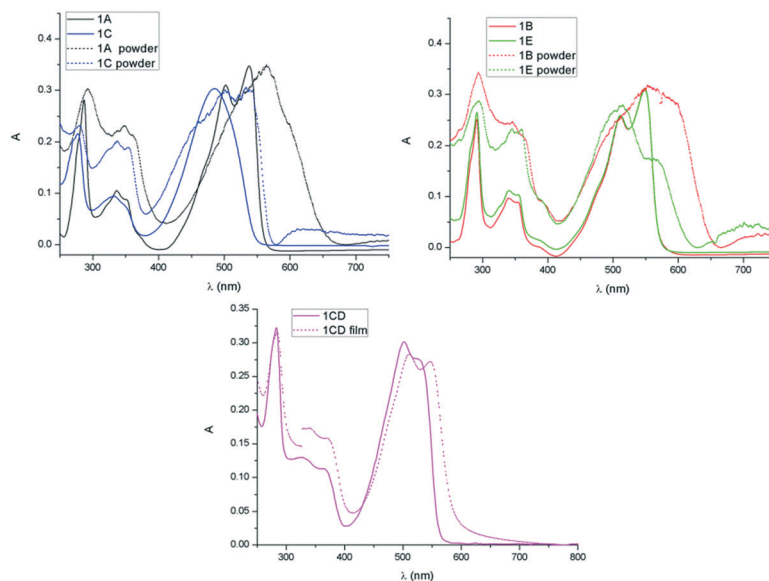 1A
1C
1A powder
1C powder
0.4
0.3
0.2
0.1
0.0
A
300
400
500
600
700
λ (nm)
1B
1E
1B powder
1E powder
0.4
0.3
0.2
0.1
0.0
A
300
400
500
600
700
λ (nm)
1CD
1CD film
0.35
0.30
0.25
0.20
0.15
0.10
0.05
0.00
A
300
400
500
600
700
800
λ (nm)